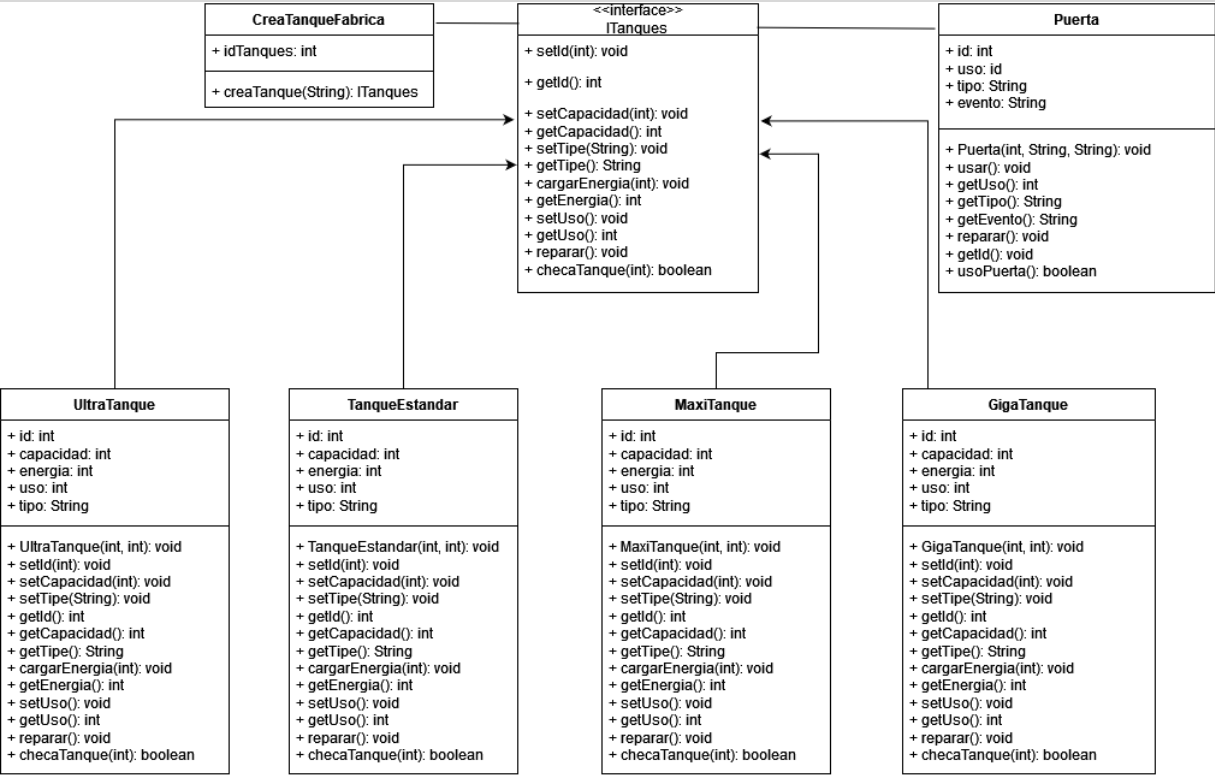 CreaTanqueFabrica
+ idTanques: int
+ creaTanque(String): ITanques
<<interface>>
ITanques
+ setId(int): void
+ getId(): int
+ setCapacidad(int): void
+ getCapacidad(): int
+ setTipe(String): void
+ getTipe(): String
+ cargarEnergia(int): void
+ getEnergia(): int
+ setUso(): void
+ getUso(): int
+ reparar(): void
+ checaTanque(int): boolean
Puerta
+ id: int
+ uso: id
+ tipo: String
+ evento: String
+ Puerta(int, String, String): void
+ usar(): void
+ getUso(): int
+ getTipo(): String
+ getEvento(): String
+ reparar(): void
+ getId(): void
+ usoPuerta(): boolean
UltraTanque
+ id: int
+ capacidad: int
+ energia: int
+ uso: int
+ tipo: String
+ UltraTanque(int, int): void
+ setId(int): void
+ setCapacidad(int): void
+ setTipe(String): void
+ getId(): int
+ getCapacidad(): int
+ getTipe(): String
+ cargarEnergia(int): void
+ getEnergia(): int
+ setUso(): void
+ getUso(): int
+ reparar(): void
+ checaTanque(int): boolean
TanqueEstandar
+ id: int
+ capacidad: int
+ energia: int
+ uso: int
+ tipo: String
+ TanqueEstandar(int, int): void
+ setId(int): void
+ setCapacidad(int): void
+ setTipe(String): void
+ getId(): int
+ getCapacidad(): int
+ getTipe(): String
+ cargarEnergia(int): void
+ getEnergia(): int
+ setUso(): void
+ getUso(): int
+ reparar(): void
+ checaTanque(int): boolean
MaxiTanque
+ id: int
+ capacidad: int
+ energia: int
+ uso: int
+ tipo: String
+ MaxiTanque(int, int): void
+ setId(int): void
+ setCapacidad(int): void
+ setTipe(String): void
+ getId(): int
+ getCapacidad(): int
+ getTipe(): String
+ cargarEnergia(int): void
+ getEnergia(): int
+ setUso(): void
+ getUso(): int
+ reparar(): void
+ checaTanque(int): boolean
GigaTanque
+ id: int
+ capacidad: int
+ energia: int
+ uso: int
+ tipo: String
+ GigaTanque(int, int): void
+ setId(int): void
+ setCapacidad(int): void
+ setTipe(String): void
+ getId(): int
+ getCapacidad(): int
+ getTipe(): String
+ cargarEnergia(int): void
+ getEnergia(): int
+ setUso(): void
+ getUso(): int
+ reparar(): void
+ checaTanque(int): boolean